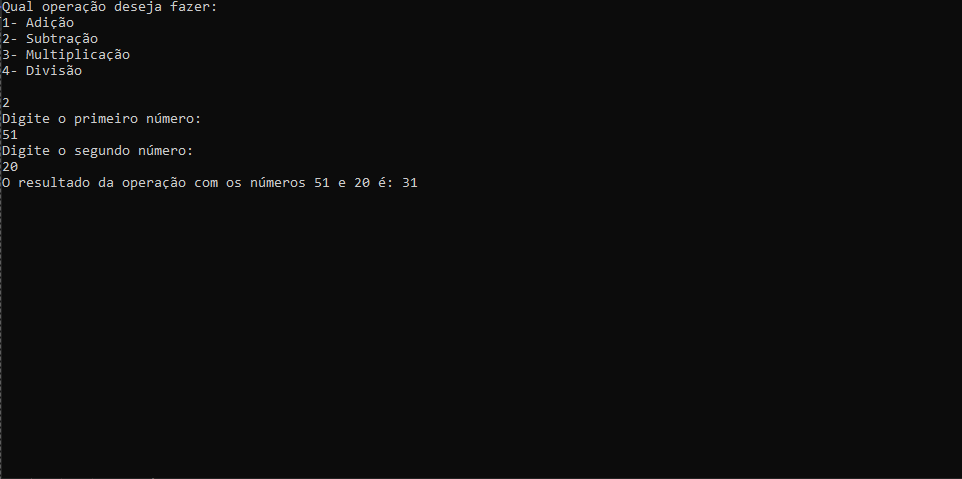 Qual operação deseja fazer:
1- Adição
2- Subtração
3- Multiplicação
4- Divisão
2
Digite o primeiro número:
51
Digite o segundo número:
20
O resultado da operação com os números 51 e 20 é: 31